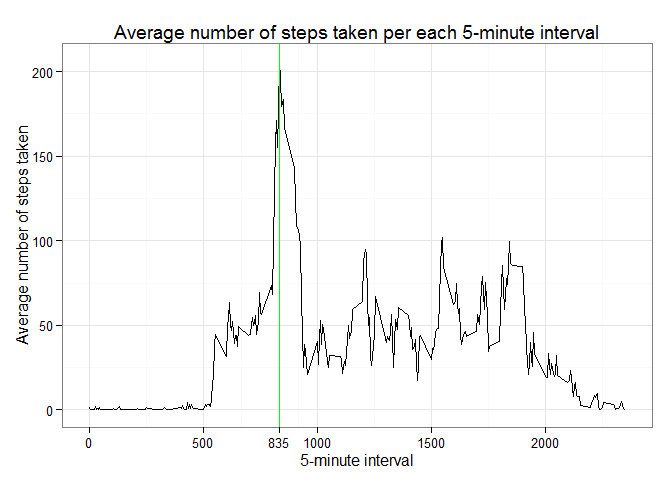 Average number of steps taken per each 5-minute interval
Average number of steps taken
200
150
100
50
0
0 500 835 1000 1500 2000
5-minute interval